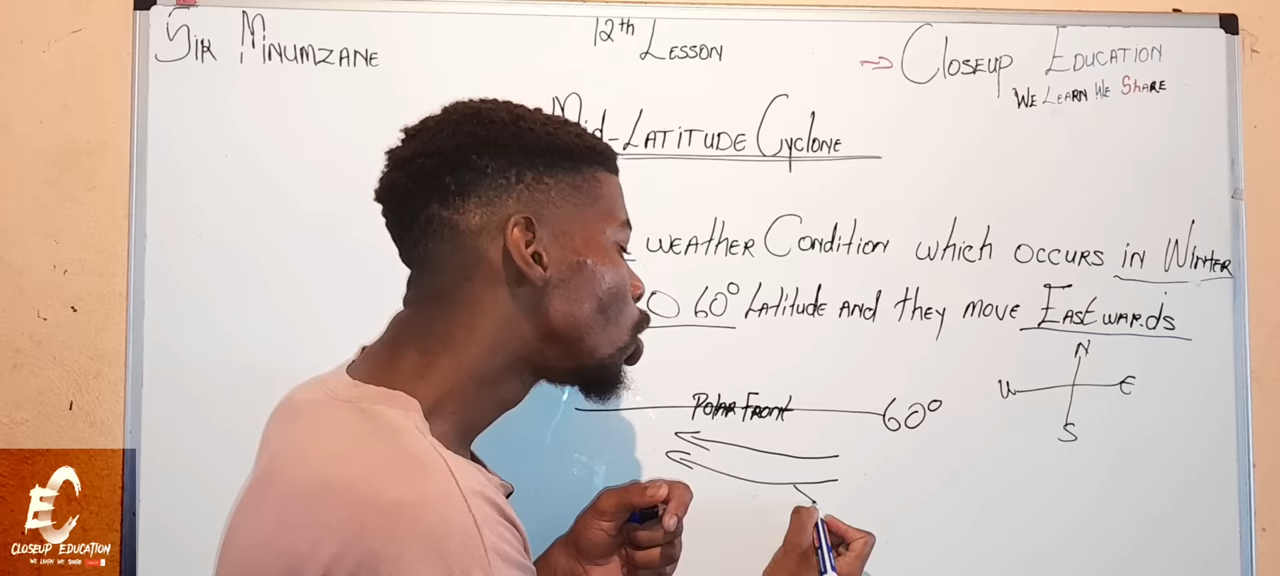 Sir Mnumzane
12th Lesson
→ Closeup Education
We Learn We Share
Mid-Latitude Cyclone
weather Condition which occurs in Winter
60° Latitude and they move Eastwards
N
W E
S
Polar Front 60°
CLOSEUP EDUCATION
WE LEARN WE SHARE